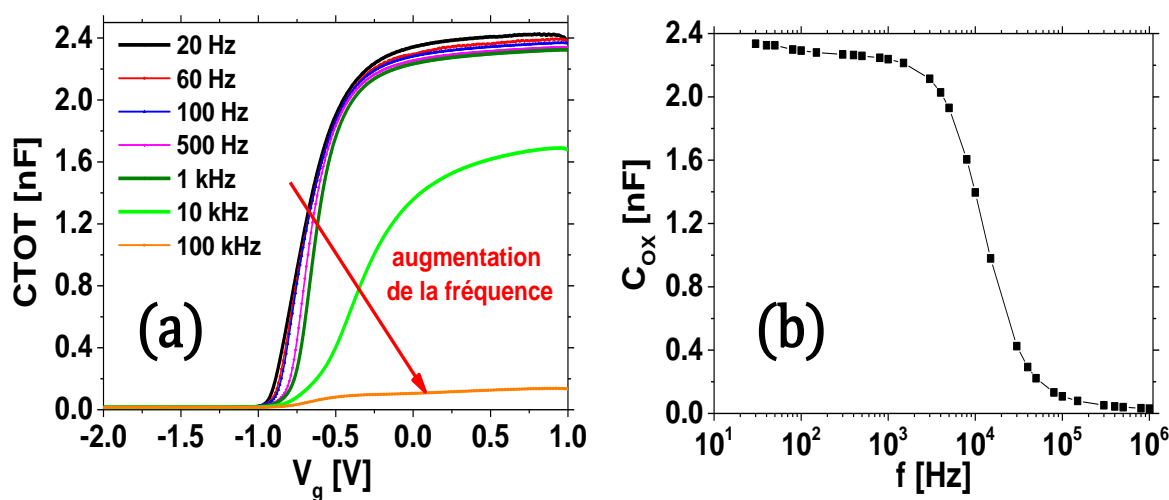 2.4
2.0
1.6
1.2
0.8
0.4
0.0
CTOT [nF]
20 Hz
60 Hz
100 Hz
500 Hz
1 kHz
10 kHz
100 kHz
augmentation
de la fréquence
(a)
-2.0 -1.5 -1.0 -0.5 0.0 0.5 1.0
Vg [V]
2.4
2.0
1.6
1.2
0.8
0.4
0.0
COX [nF]
(b)
10^1 10^2 10^3 10^4 10^5 10^6
f [Hz]